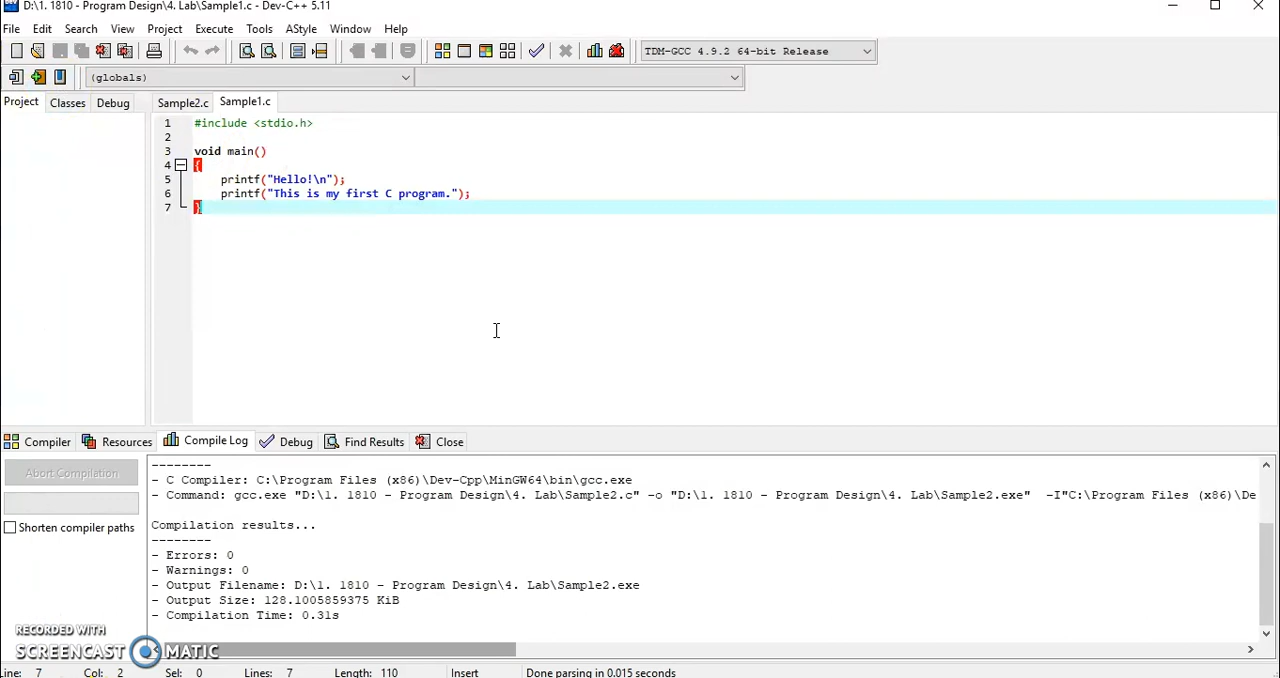 D:\1. 1810 - Program Design\4. Lab\Sample1.c - Dev-C++ 5.11
File Edit Search View Project Execute Tools AStyle Window Help
TDM-GCC 4.9.2 64-bit Release
(globals)
Project Classes Debug Sample2.c Sample1.c
1 #include <stdio.h>
2
3 void main()
4 {
5 printf("Hello!\n");
6 printf("This is my first C program.");
7 }
Compiler Resources Compile Log Debug Find Results Close
Abort Compilation
Shorten compiler paths
--------
- C Compiler: C:\Program Files (x86)\Dev-Cpp\MinGW64\bin\gcc.exe
- Command: gcc.exe "D:\1. 1810 - Program Design\4. Lab\Sample2.c" -o "D:\1. 1810 - Program Design\4. Lab\Sample2.exe" -I"C:\Program Files (x86)\De
Compilation results...
--------
- Errors: 0
- Warnings: 0
- Output Filename: D:\1. 1810 - Program Design\4. Lab\Sample2.exe
- Output Size: 128.1005859375 KiB
- Compilation Time: 0.31s
RECORDED WITH
SCREENCAST MATIC
Line: 7 Col: 2 Sel: 0 Lines: 7 Length: 110 Insert Done parsing in 0.015 seconds